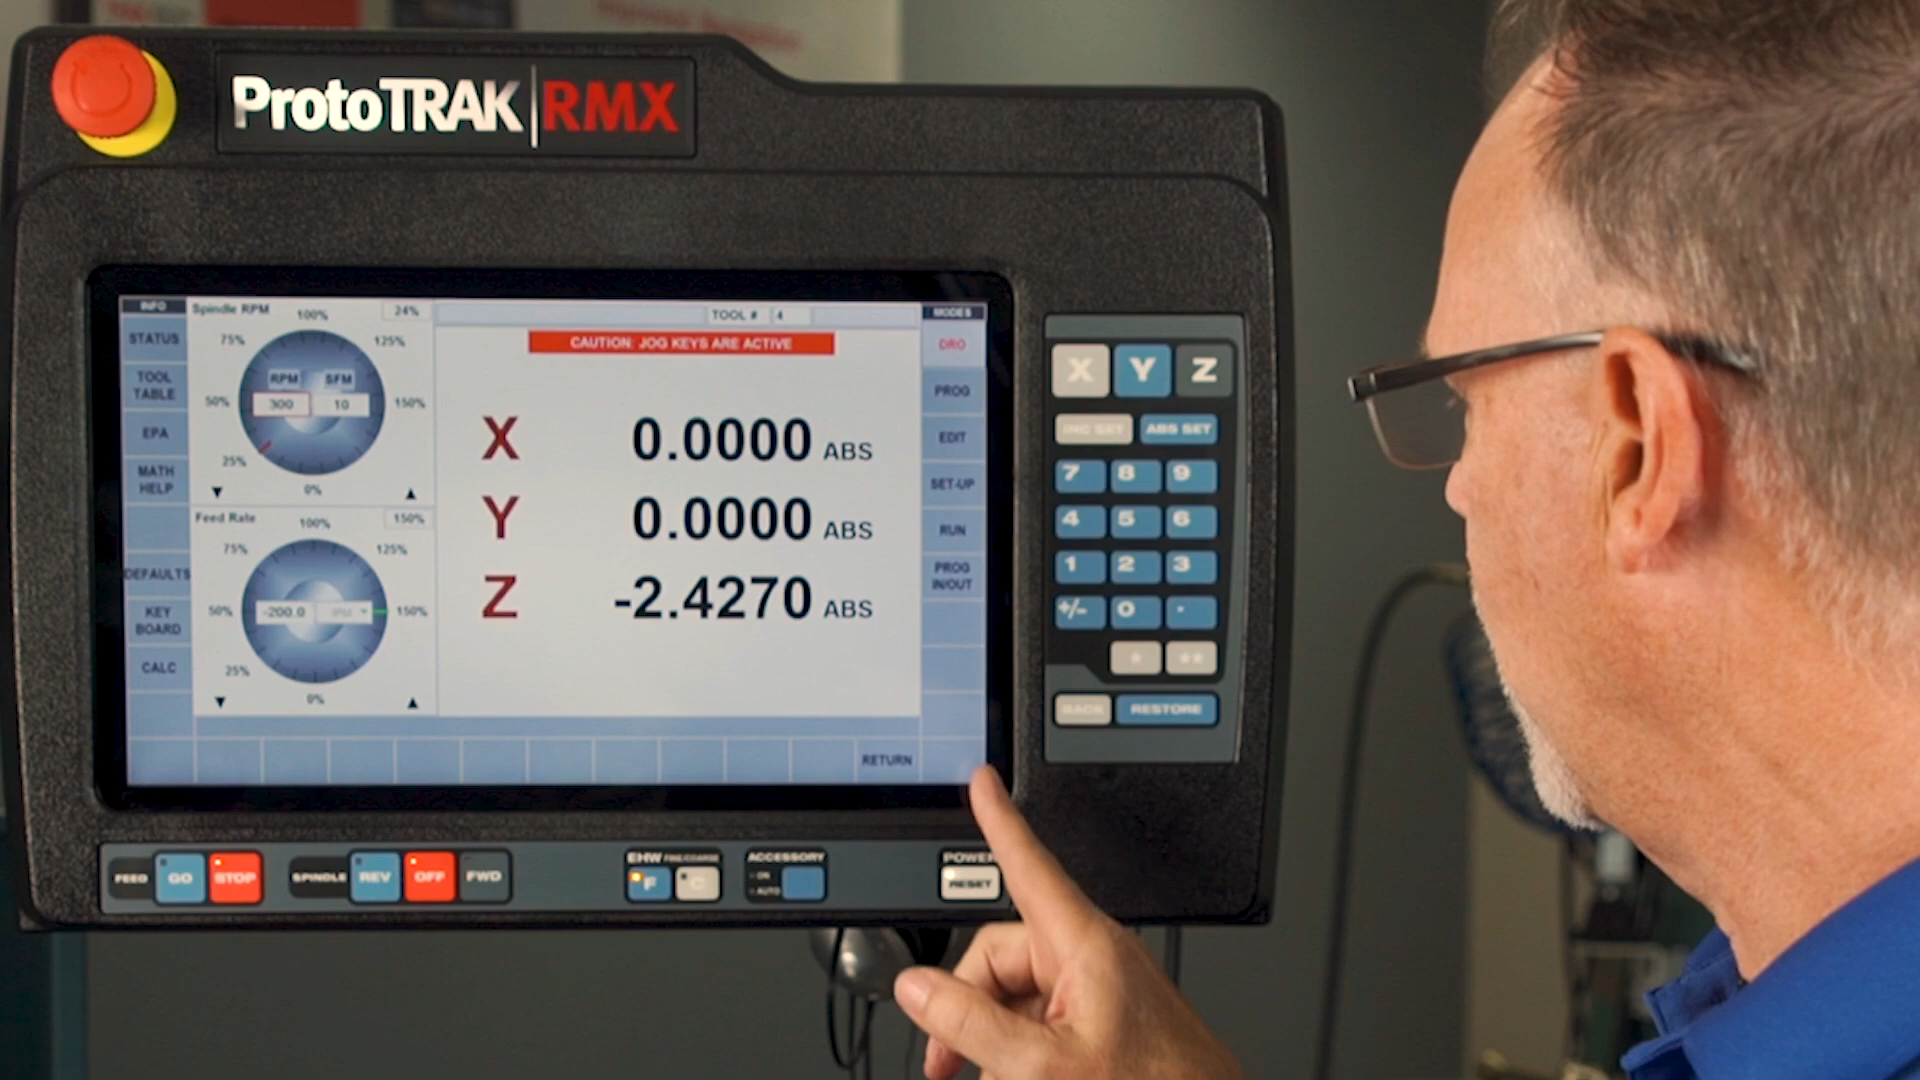 ProtoTRAK RMX
INFO
STATUS
TOOL
TABLE
EPA
MATH
HELP
DEFAULTS
KEY
BOARD
CALC
Spindle RPM
24%
100%
75%
125%
RPM SFM
300 10
50%
150%
25%
0%
Feed Rate
150%
100%
75%
125%
-200.0 IPM
50%
150%
25%
0%
TOOL # 4
CAUTION: JOG KEYS ARE ACTIVE
X 0.0000 ABS
Y 0.0000 ABS
Z -2.4270 ABS
RETURN
MODES
DRO
PROG
EDIT
SET-UP
RUN
PROG
IN/OUT
X Y Z
INC SET ABS SET
7 8 9
4 5 6
1 2 3
+/- 0 .
* **
BACK RESTORE
FEED GO STOP
SPINDLE REV OFF FWD
EHW FINE/COARSE
F C
ACCESSORY
ON
AUTO
POWER
RESET